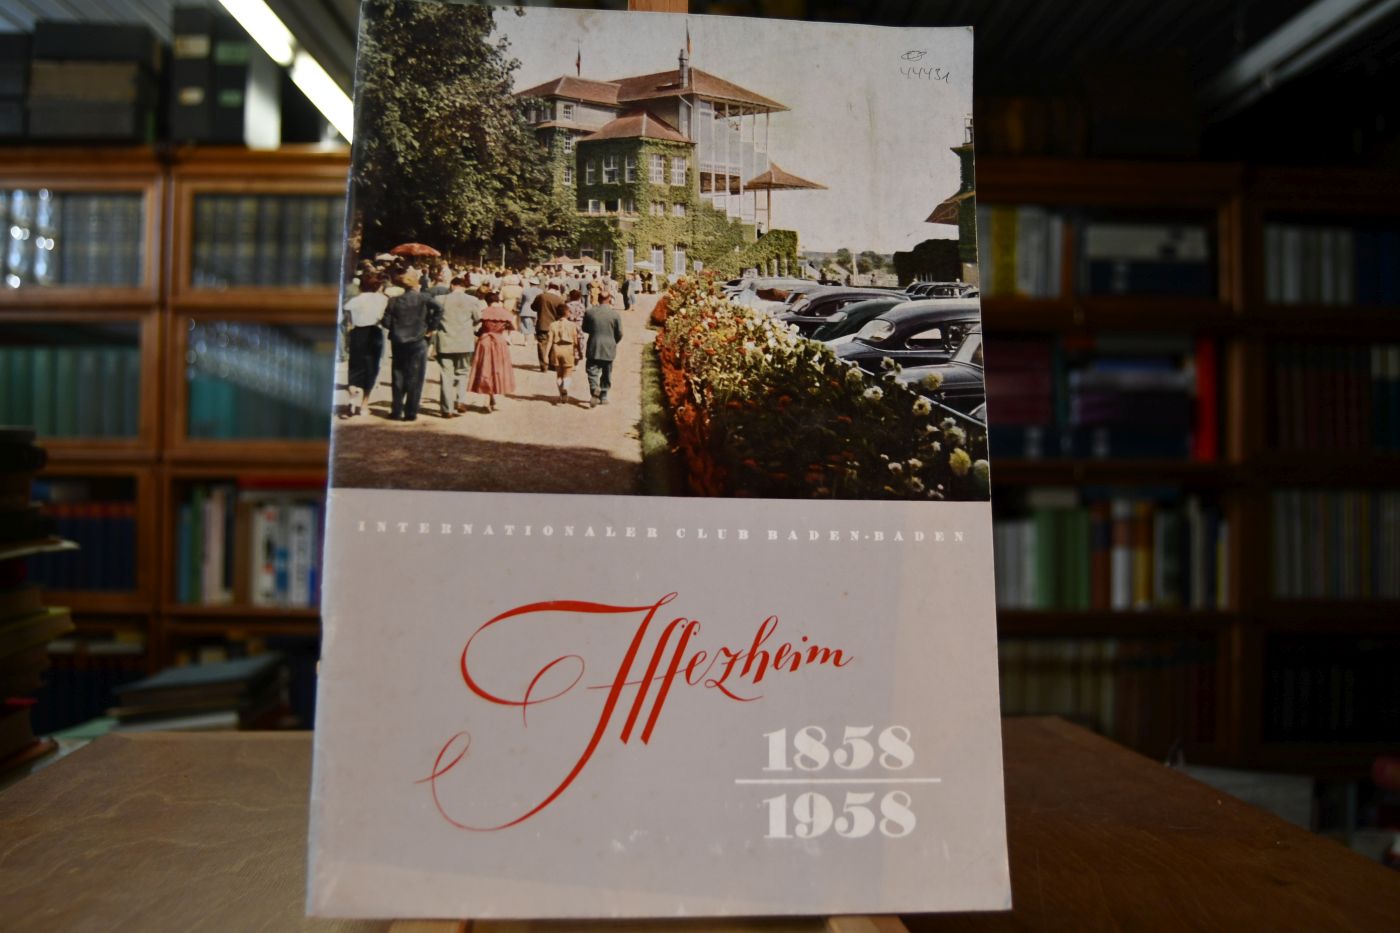 44431
INTERNATIONALER CLUB BADEN-BADEN
Iffezheim
1858
1958